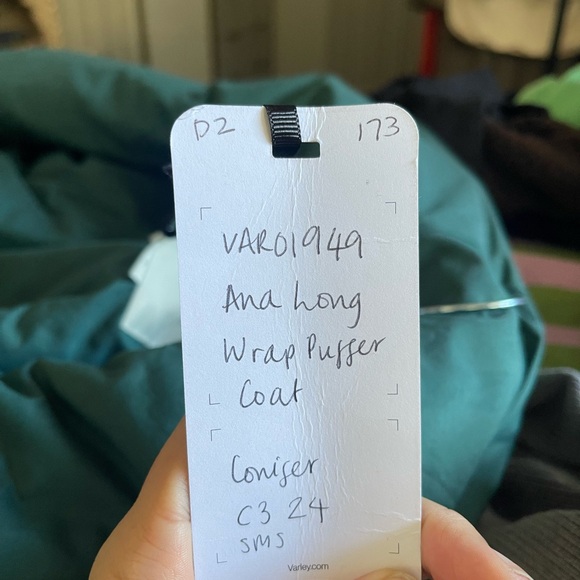 D2 173
VAR01949
Ana Long
Wrap Puffer
Coat
Conifer
C3 24
SMS
Varley.com